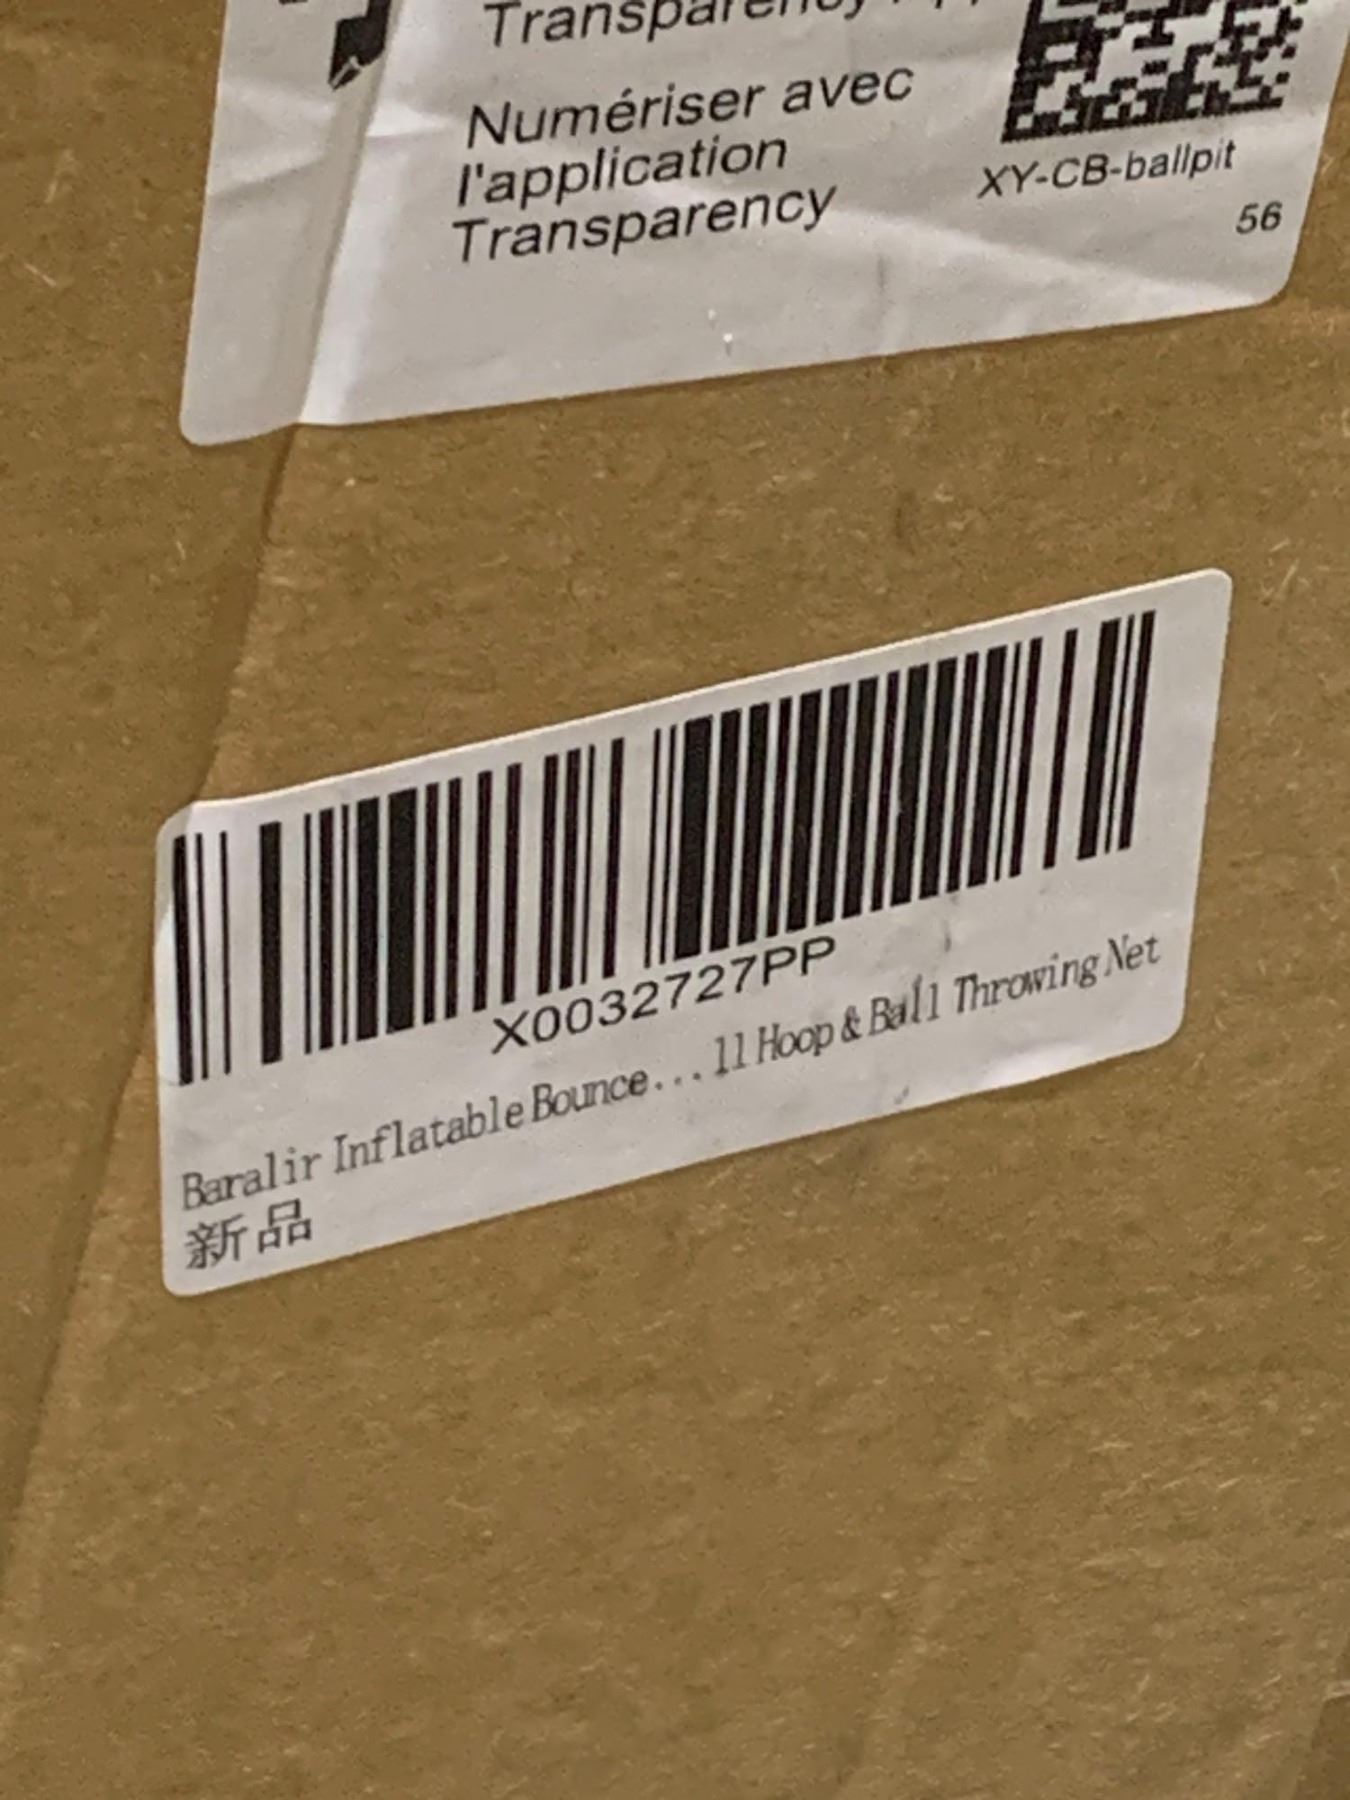 Transparency
Numériser avec
l'application
Transparency
XY-CB-ballpit
56
X0032727PP
Baralir Inflatable Bounce...ll Hoop & Ball Throwing Net
新品